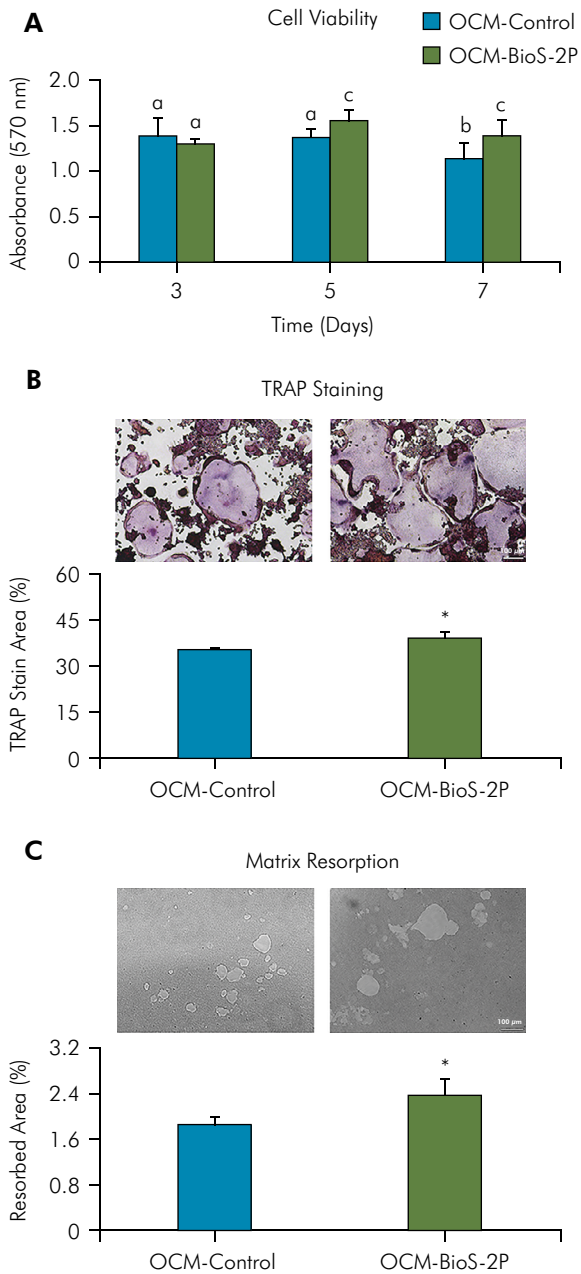 A
Cell Viability
OCM-Control
OCM-BioS-2P
Absorbance (570 nm)
2.0
1.5
1.0
0.5
0
a
a
a
c
b
c
3
5
7
Time (Days)
B
TRAP Staining
100 μm
TRAP Stain Area (%)
60
45
30
15
0
*
OCM-Control
OCM-BioS-2P
C
Matrix Resorption
100 μm
Resorbed Area (%)
3.2
2.4
1.6
0.8
0
*
OCM-Control
OCM-BioS-2P